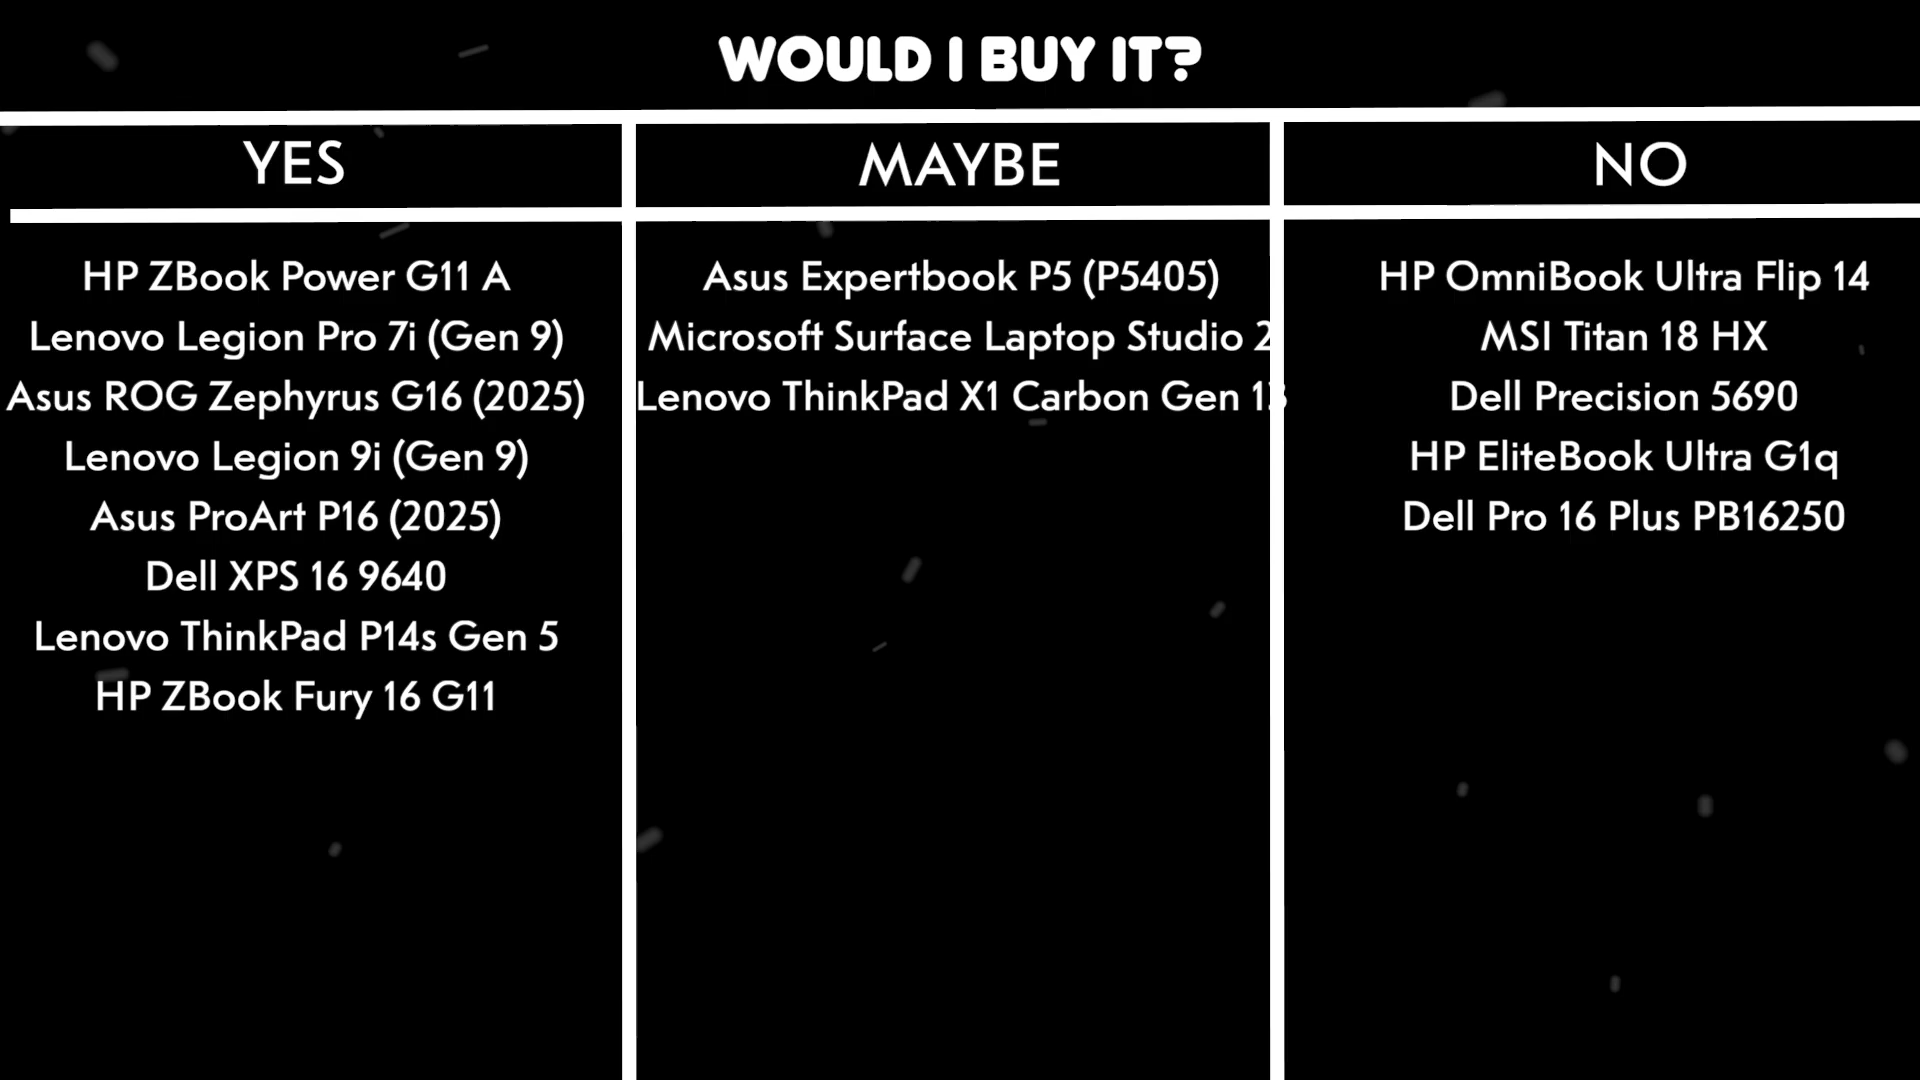 WOULD I BUY IT?
YES
MAYBE
NO
HP ZBook Power G11 A
Lenovo Legion Pro 7i (Gen 9)
Asus ROG Zephyrus G16 (2025)
Lenovo Legion 9i (Gen 9)
Asus ProArt P16 (2025)
Dell XPS 16 9640
Lenovo ThinkPad P14s Gen 5
HP ZBook Fury 16 G11
Asus Expertbook P5 (P5405)
Microsoft Surface Laptop Studio 2
Lenovo ThinkPad X1 Carbon Gen 13
HP OmniBook Ultra Flip 14
MSI Titan 18 HX
Dell Precision 5690
HP EliteBook Ultra G1q
Dell Pro 16 Plus PB16250